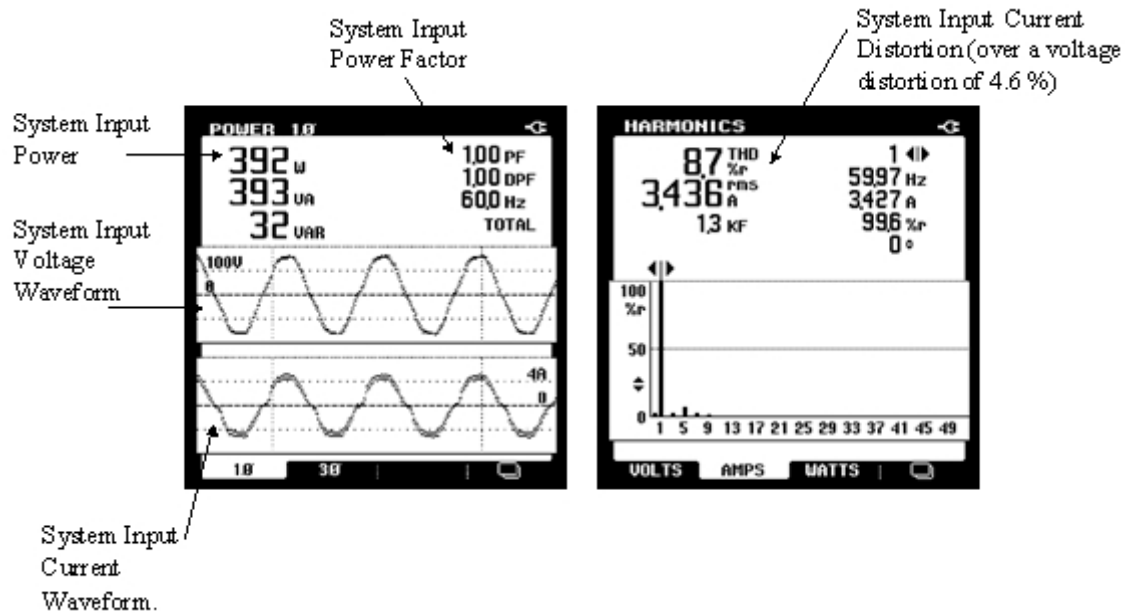 System Input
Power Factor
System Input Current
Distortion (over a voltage
distortion of 4.6 %)
System Input
Power
System Input
Voltage
Waveform
POWER 1Ø
392 W
393 VA
32 VAR
1,00 PF
1,00 DPF
60,0 Hz
TOTAL
100V
0
4A
0
1Ø
3Ø
System Input
Current
Waveform.
HARMONICS
8,7 THD %r
3,436 rms A
1,3 KF
1
59,97 Hz
3,427 A
99,6 %r
0 °
100
%r
50
0
1 5 9 13 17 21 25 29 33 37 41 45 49
VOLTS AMPS WATTS